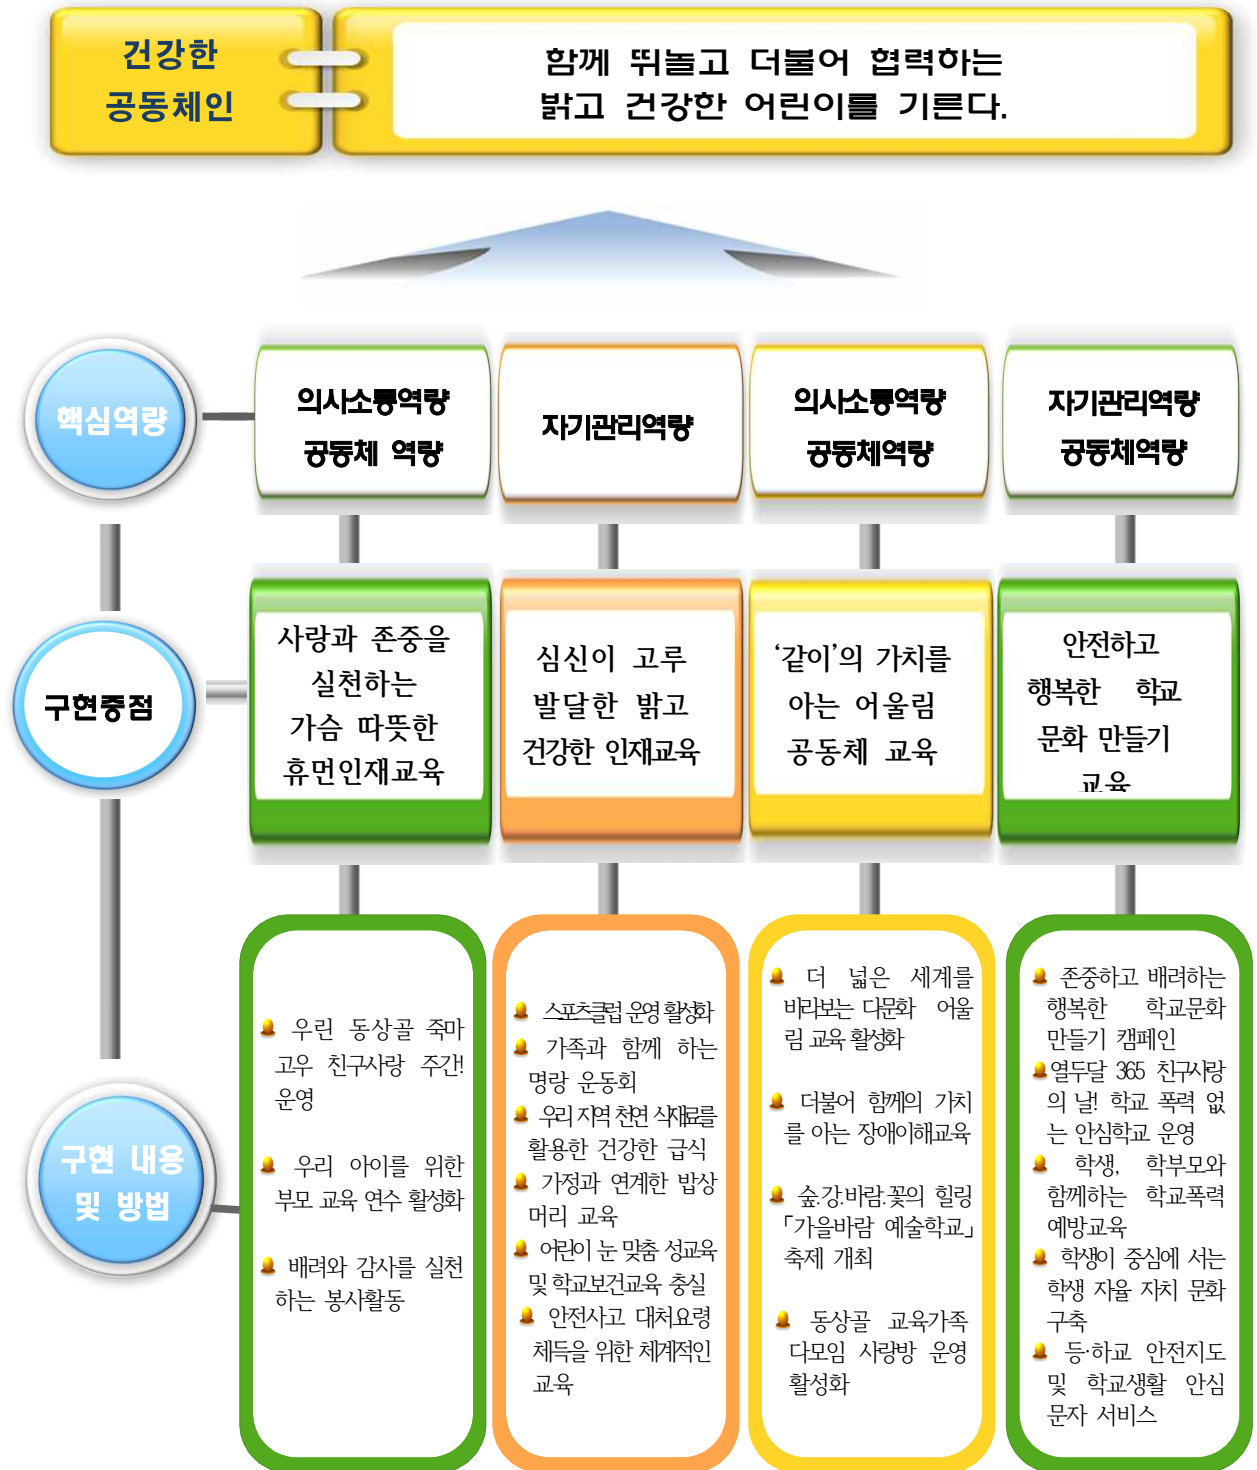 건강한
공동체인
함께 뛰놀고 더불어 협력하는
밝고 건강한 어린이를 기른다.
핵심역량
의사소통역량
공동체 역량
자기관리역량
의사소통역량
공동체역량
자기관리역량
공동체역량
구현중점
사랑과 존중을
실천하는
가슴 따뜻한
휴먼인재교육
심신이 고루
발달한 밝고
건강한 인재교육
‘같이’의 가치를
아는 어울림
공동체 교육
안전하고
행복한 학교
문화 만들기
교육
구현 내용
및 방법
우린 동상골 죽마
고우 친구사랑 주간!
운영
우리 아이를 위한
부모 교육 연수 활성화
배려와 감사를 실천
하는 봉사활동
스포츠클럽 운영 활성화
가족과 함께 하는
명랑 운동회
우리 지역 천연 식재료를
활용한 건강한 급식
가정과 연계한 밥상
머리 교육
어린이 눈 맞춤 성교육
및 학교보건교육 충실
안전사고 대처요령
체득을 위한 체계적인
교육
더 넓은 세계를
바라보는 다문화 어울
림 교육 활성화
더불어 함께의 가치
를 아는 장애이해교육
숲.강.바람.꽃의 힐링
「가을바람 예술학교」
축제 개최
동상골 교육가족
다모임 사랑방 운영
활성화
존중하고 배려하는
행복한 학교문화
만들기 캠페인
열두달 365 친구사랑
의 날! 학교 폭력 없
는 안심학교 운영
학생, 학부모와
함께하는 학교폭력
예방교육
학생이 중심에 서는
학생 자율 자치 문화
구축
등·하교 안전지도
및 학교생활 안심
문자 서비스